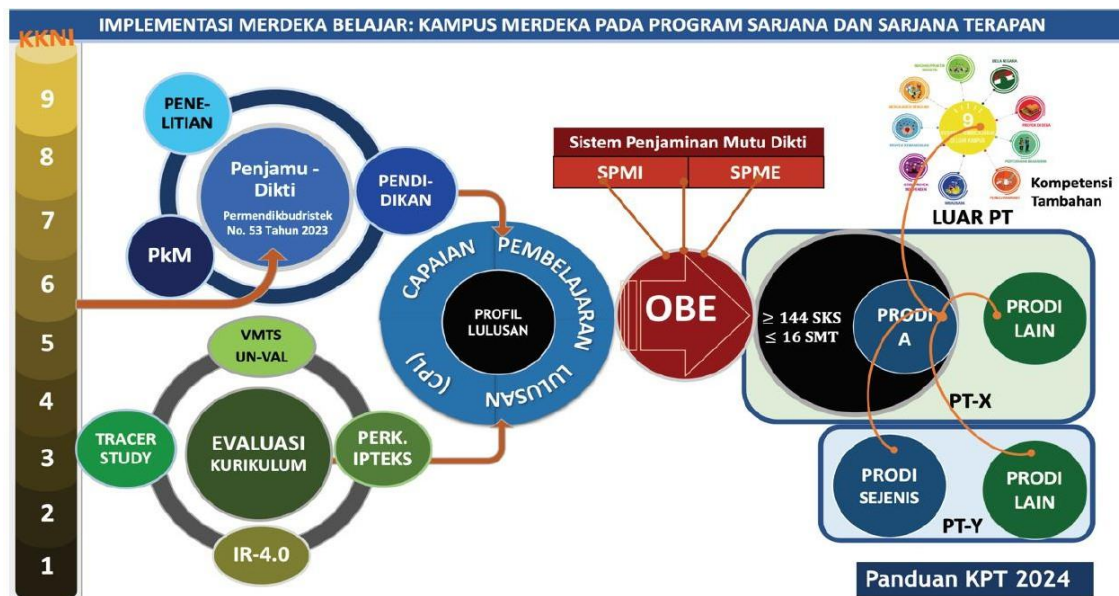 IMPLEMENTASI MERDEKA BELAJAR: KAMPUS MERDEKA PADA PROGRAM SARJANA DAN SARJANA TERAPAN
KKNI
9
8
7
6
5
4
3
2
1
PENE-
LITIAN
Penjamu -
Dikti
Permendikbudristek
No. 53 Tahun 2023
PENDI-
DIKAN
PkM
VMTS
UN-VAL
TRACER
STUDY
EVALUASI
KURIKULUM
PERK.
IPTEKS
IR-4.0
CAPAIAN
PEMBELAJARAN
LULUSAN
(CPL)
PROFIL
LULUSAN
Sistem Penjaminan Mutu Dikti
SPMI
SPME
OBE
≥ 144 SKS
≤ 16 SMT
PRODI
A
BELA NEGARA
9
Kompetensi
Tambahan
LUAR PT
PRODI
LAIN
PT-X
PRODI
SEJENIS
PRODI
LAIN
PT-Y
Panduan KPT 2024